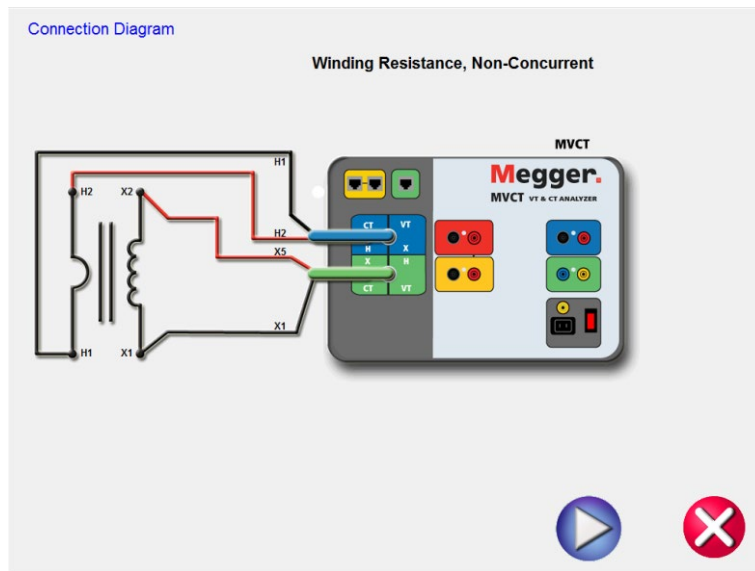 Connection Diagram
Winding Resistance, Non-Concurrent
MVCT
Megger.
MVCT VT & CT ANALYZER
H1
H2
X2
H2
X5
X1
H1
X1
CT VT
H X
X H
CT VT